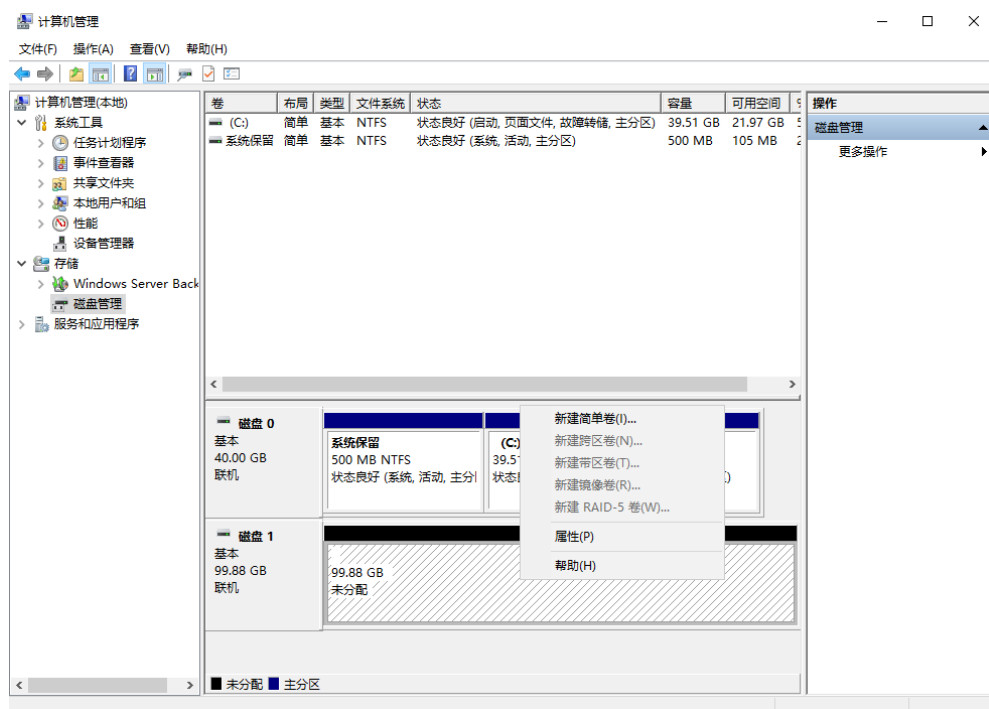 计算机管理
文件(F) 操作(A) 查看(V) 帮助(H)
计算机管理(本地)
系统工具
任务计划程序
事件查看器
共享文件夹
本地用户和组
性能
设备管理器
存储
Windows Server Back
磁盘管理
服务和应用程序
卷 布局 类型 文件系统 状态 容量 可用空间
(C:) 简单 基本 NTFS 状态良好 (启动, 页面文件, 故障转储, 主分区) 39.51 GB 21.97 GB
系统保留 简单 基本 NTFS 状态良好 (系统, 活动, 主分区) 500 MB 105 MB
操作
磁盘管理
更多操作
磁盘 0
基本
40.00 GB
联机
系统保留
500 MB NTFS
状态良好 (系统, 活动, 主分
(C:)
39.5
状态
新建简单卷(I)...
新建跨区卷(N)...
新建带区卷(T)...
新建镜像卷(R)...
新建 RAID-5 卷(W)...
属性(P)
帮助(H)
磁盘 1
基本
99.88 GB
联机
99.88 GB
未分配
未分配 主分区